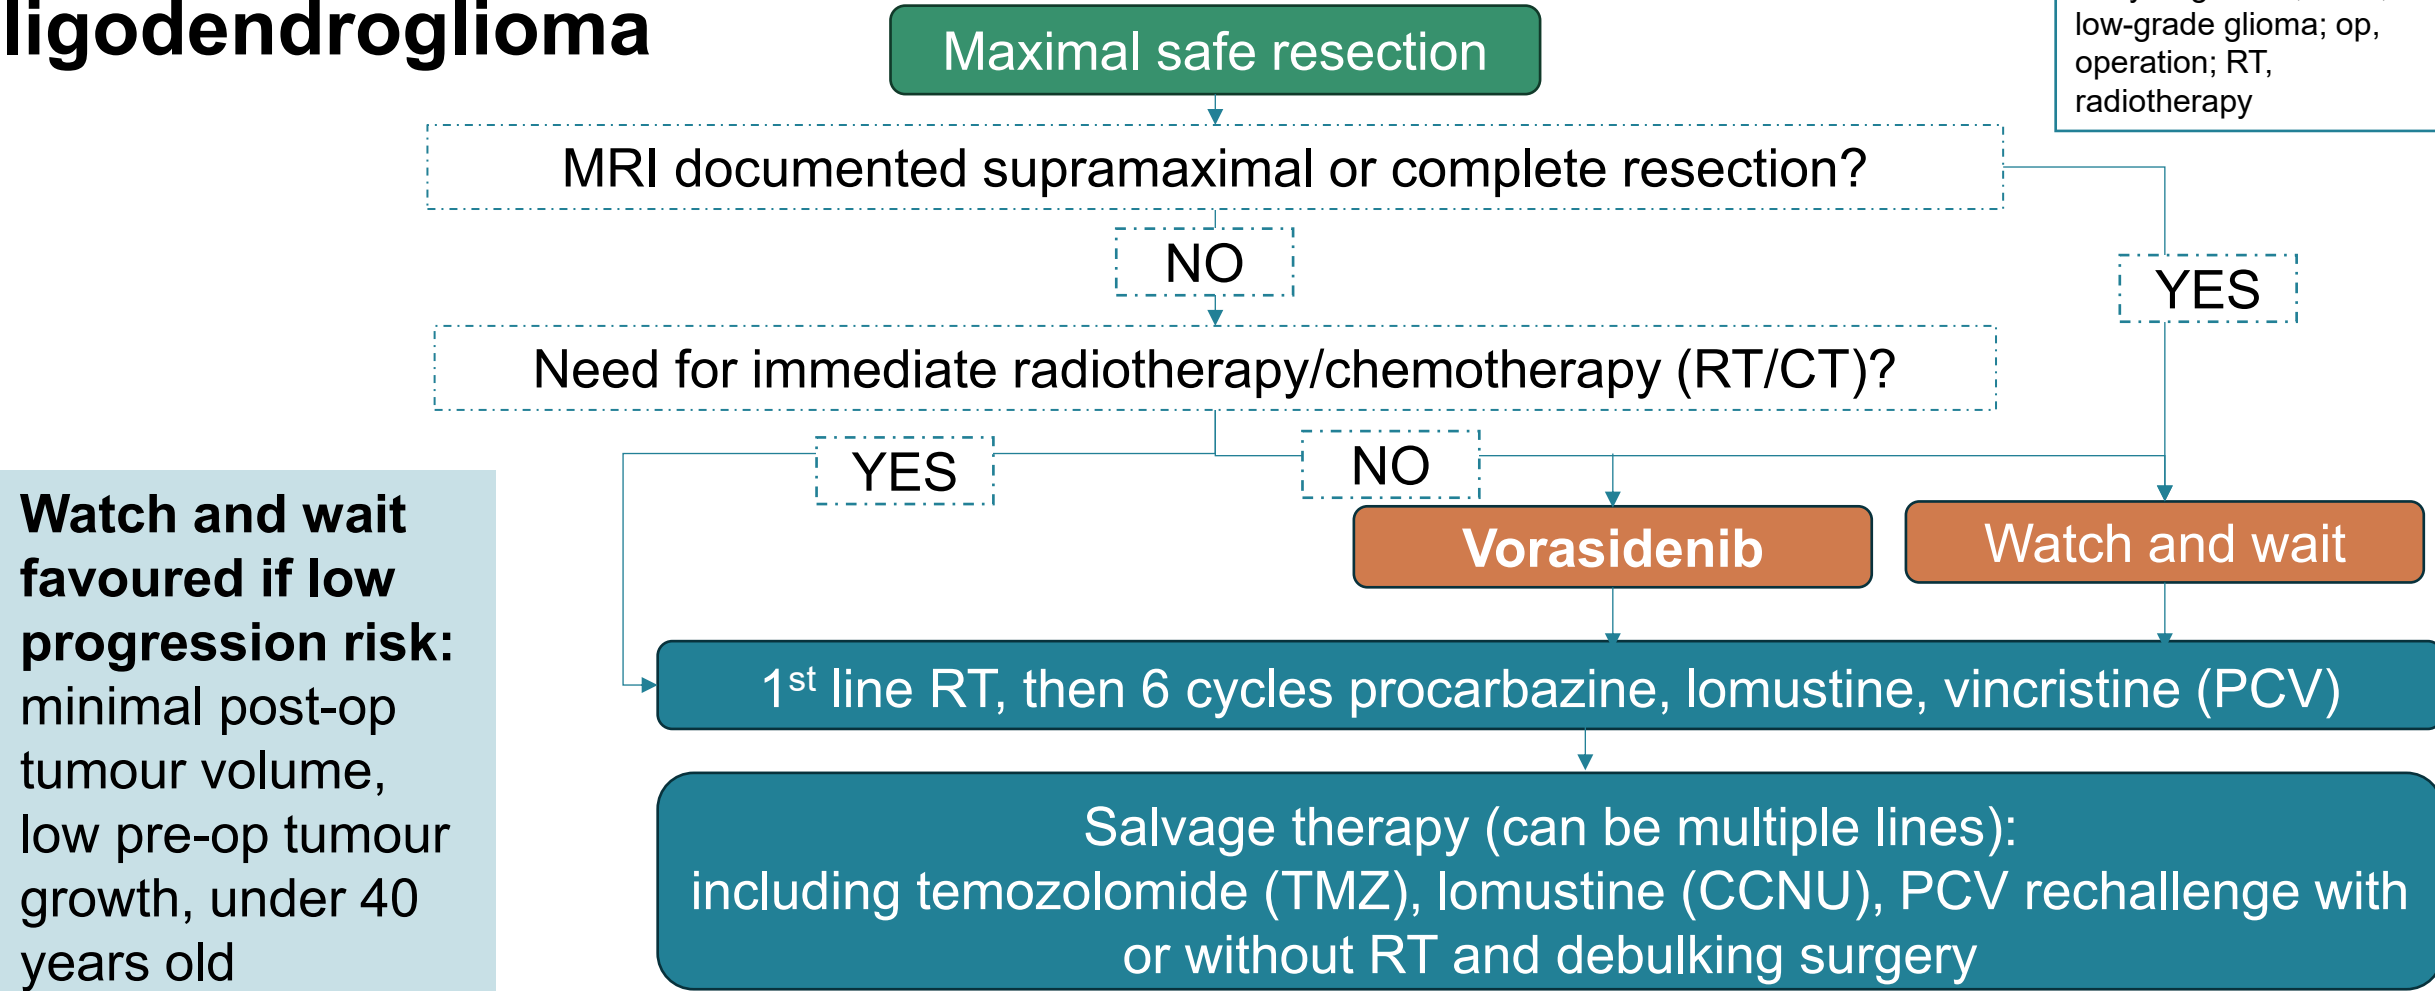 ligodendroglioma
low-grade glioma; op,
operation; RT,
radiotherapy
Maximal safe resection
MRI documented supramaximal or complete resection?
NO
YES
Need for immediate radiotherapy/chemotherapy (RT/CT)?
YES
NO
Vorasidenib
Watch and wait
Watch and wait
favoured if low
progression risk:
minimal post-op
tumour volume,
low pre-op tumour
growth, under 40
years old
1st line RT, then 6 cycles procarbazine, lomustine, vincristine (PCV)
Salvage therapy (can be multiple lines):
including temozolomide (TMZ), lomustine (CCNU), PCV rechallenge with
or without RT and debulking surgery